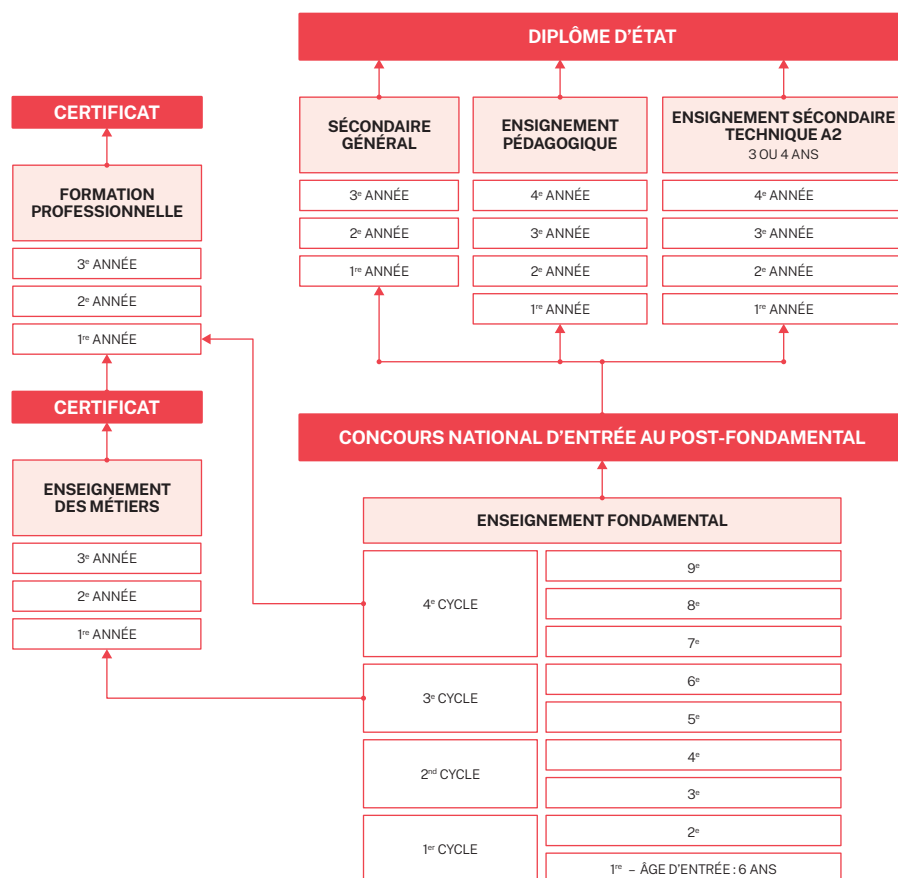 DIPLÔME D'ÉTAT
SÉCONDAIRE
GÉNÉRAL
3e ANNÉE
2e ANNÉE
1re ANNÉE
ENSIGNEMENT
PÉDAGOGIQUE
4e ANNÉE
3e ANNÉE
2e ANNÉE
1re ANNÉE
ENSIGNEMENT SÉCONDAIRE
TECHNIQUE A2
3 OU 4 ANS
4e ANNÉE
3e ANNÉE
2e ANNÉE
1re ANNÉE
CERTIFICAT
FORMATION
PROFESSIONNELLE
3e ANNÉE
2e ANNÉE
1re ANNÉE
CERTIFICAT
ENSEIGNEMENT
DES MÉTIERS
3e ANNÉE
2e ANNÉE
1re ANNÉE
CONCOURS NATIONAL D'ENTRÉE AU POST-FONDAMENTAL
ENSEIGNEMENT FONDAMENTAL
4e CYCLE
9e
8e
7e
3e CYCLE
6e
5e
2nd CYCLE
4e
3e
1er CYCLE
2e
1re – ÂGE D'ENTRÉE : 6 ANS